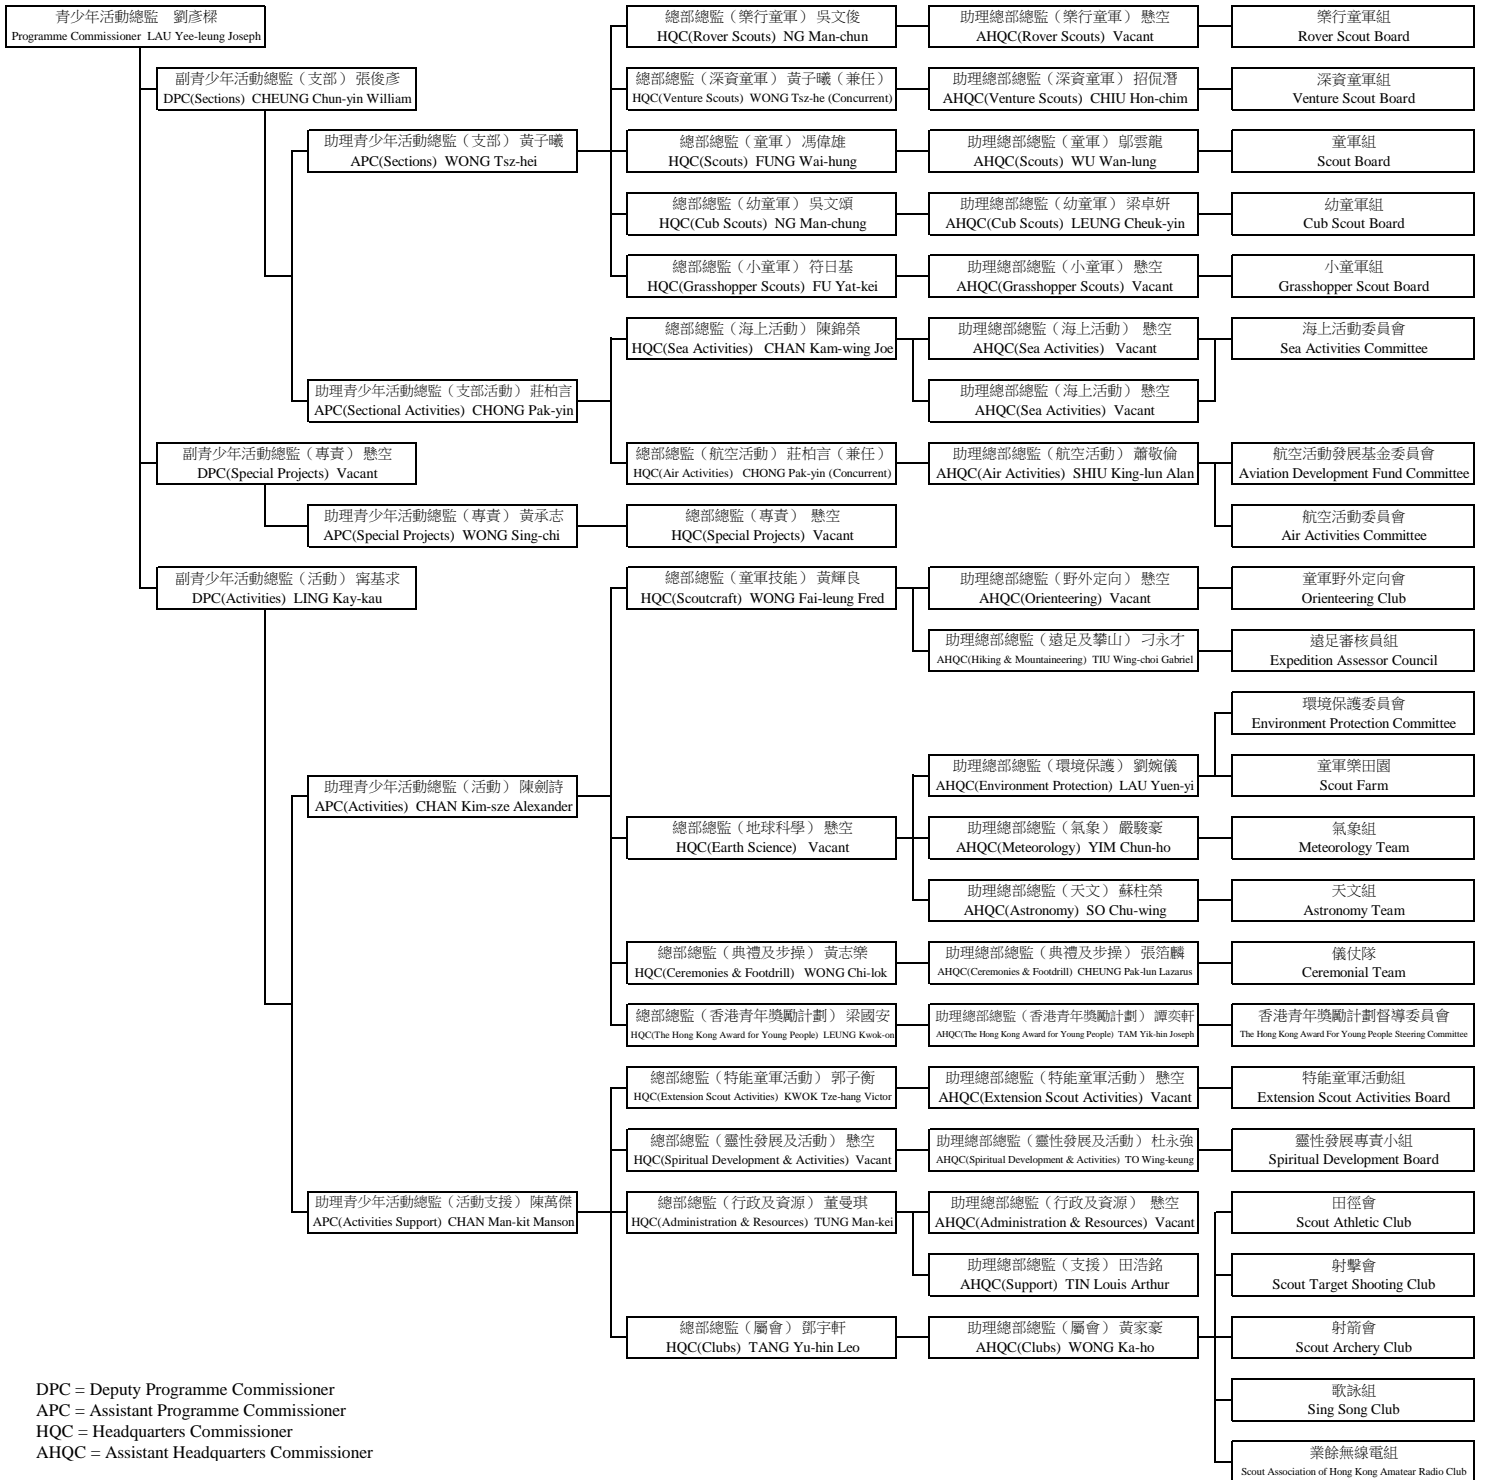 青少年活動總監　劉彥樑
Programme Commissioner LAU Yee-leung Joseph
副青少年活動總監（支部）張俊彥
DPC(Sections) CHEUNG Chun-yin William
助理青少年活動總監（支部）黃子曦
APC(Sections) WONG Tsz-hei
總部總監（樂行童軍）吳文俊
HQC(Rover Scouts) NG Man-chun
助理總部總監（樂行童軍）懸空
AHQC(Rover Scouts) Vacant
樂行童軍組
Rover Scout Board
總部總監（深資童軍）黃子曦（兼任）
HQC(Venture Scouts) WONG Tsz-he (Concurrent)
助理總部總監（深資童軍）招侃潛
AHQC(Venture Scouts) CHIU Hon-chim
深資童軍組
Venture Scout Board
總部總監（童軍）馮偉雄
HQC(Scouts) FUNG Wai-hung
助理總部總監（童軍）鄔雲龍
AHQC(Scouts) WU Wan-lung
童軍組
Scout Board
總部總監（幼童軍）吳文頌
HQC(Cub Scouts) NG Man-chung
助理總部總監（幼童軍）梁卓妍
AHQC(Cub Scouts) LEUNG Cheuk-yin
幼童軍組
Cub Scout Board
總部總監（小童軍）符日基
HQC(Grasshopper Scouts) FU Yat-kei
助理總部總監（小童軍）懸空
AHQC(Grasshopper Scouts) Vacant
小童軍組
Grasshopper Scout Board
助理青少年活動總監（支部活動）莊柏言
APC(Sectional Activities) CHONG Pak-yin
總部總監（海上活動）陳錦榮
HQC(Sea Activities) CHAN Kam-wing Joe
助理總部總監（海上活動）懸空
AHQC(Sea Activities) Vacant
海上活動委員會
Sea Activities Committee
助理總部總監（海上活動）懸空
AHQC(Sea Activities) Vacant
總部總監（航空活動）莊柏言（兼任）
HQC(Air Activities) CHONG Pak-yin (Concurrent)
助理總部總監（航空活動）蕭敬倫
AHQC(Air Activities) SHIU King-lun Alan
航空活動發展基金委員會
Aviation Development Fund Committee
航空活動委員會
Air Activities Committee
副青少年活動總監（專責）懸空
DPC(Special Projects) Vacant
助理青少年活動總監（專責）黃承志
APC(Special Projects) WONG Sing-chi
總部總監（專責）懸空
HQC(Special Projects) Vacant
副青少年活動總監（活動）甯基求
DPC(Activities) LING Kay-kau
助理青少年活動總監（活動）陳劍詩
APC(Activities) CHAN Kim-sze Alexander
總部總監（童軍技能）黃輝良
HQC(Scoutcraft) WONG Fai-leung Fred
助理總部總監（野外定向）懸空
AHQC(Orienteering) Vacant
童軍野外定向會
Orienteering Club
助理總部總監（遠足及攀山）刁永才
AHQC(Hiking & Mountaineering) TIU Wing-choi Gabriel
遠足審核員組
Expedition Assessor Council
總部總監（地球科學）懸空
HQC(Earth Science) Vacant
助理總部總監（環境保護）劉婉儀
AHQC(Environment Protection) LAU Yuen-yi
環境保護委員會
Environment Protection Committee
童軍樂田園
Scout Farm
助理總部總監（氣象）嚴駿豪
AHQC(Meteorology) YIM Chun-ho
氣象組
Meteorology Team
助理總部總監（天文）蘇柱榮
AHQC(Astronomy) SO Chu-wing
天文組
Astronomy Team
總部總監（典禮及步操）黃志樂
HQC(Ceremonies & Footdrill) WONG Chi-lok
助理總部總監（典禮及步操）張箔麟
AHQC(Ceremonies & Footdrill) CHEUNG Pak-lun Lazarus
儀仗隊
Ceremonial Team
總部總監（香港青年獎勵計劃）梁國安
HQC(The Hong Kong Award for Young People) LEUNG Kwok-on
助理總部總監（香港青年獎勵計劃）譚奕軒
AHQC(The Hong Kong Award for Young People) TAM Yik-hin Joseph
香港青年獎勵計劃督導委員會
The Hong Kong Award For Young People Steering Committee
助理青少年活動總監（活動支援）陳萬傑
APC(Activities Support) CHAN Man-kit Manson
總部總監（特能童軍活動）郭子衡
HQC(Extension Scout Activities) KWOK Tze-hang Victor
助理總部總監（特能童軍活動）懸空
AHQC(Extension Scout Activities) Vacant
特能童軍活動組
Extension Scout Activities Board
總部總監（靈性發展及活動）懸空
HQC(Spiritual Development & Activities) Vacant
助理總部總監（靈性發展及活動）杜永強
AHQC(Spiritual Development & Activities) TO Wing-keung
靈性發展專責小組
Spiritual Development Board
總部總監（行政及資源）董曼琪
HQC(Administration & Resources) TUNG Man-kei
助理總部總監（行政及資源）懸空
AHQC(Administration & Resources) Vacant
助理總部總監（支援）田浩銘
AHQC(Support) TIN Louis Arthur
總部總監（屬會）鄧宇軒
HQC(Clubs) TANG Yu-hin Leo
助理總部總監（屬會）黃家豪
AHQC(Clubs) WONG Ka-ho
田徑會
Scout Athletic Club
射擊會
Scout Target Shooting Club
射箭會
Scout Archery Club
歌詠組
Sing Song Club
業餘無線電組
Scout Association of Hong Kong Amatear Radio Club
DPC = Deputy Programme Commissioner
APC = Assistant Programme Commissioner
HQC = Headquarters Commissioner
AHQC = Assistant Headquarters Commissioner